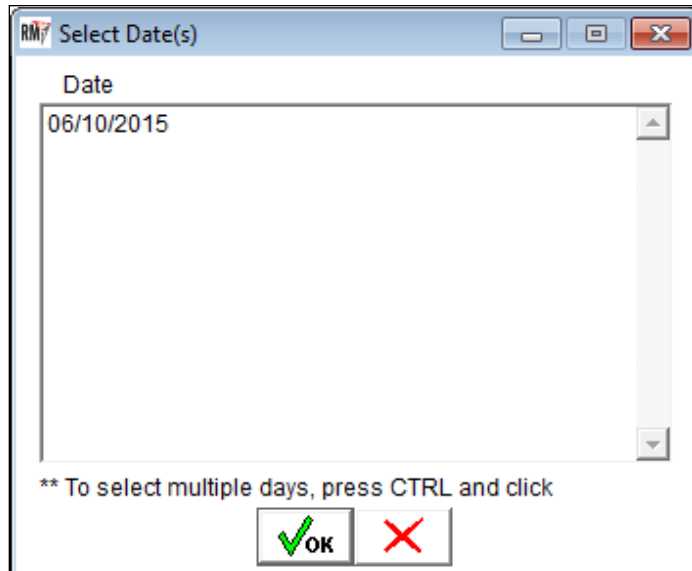 RM Select Date(s)
Date
06/10/2015
** To select multiple days, press CTRL and click
OK